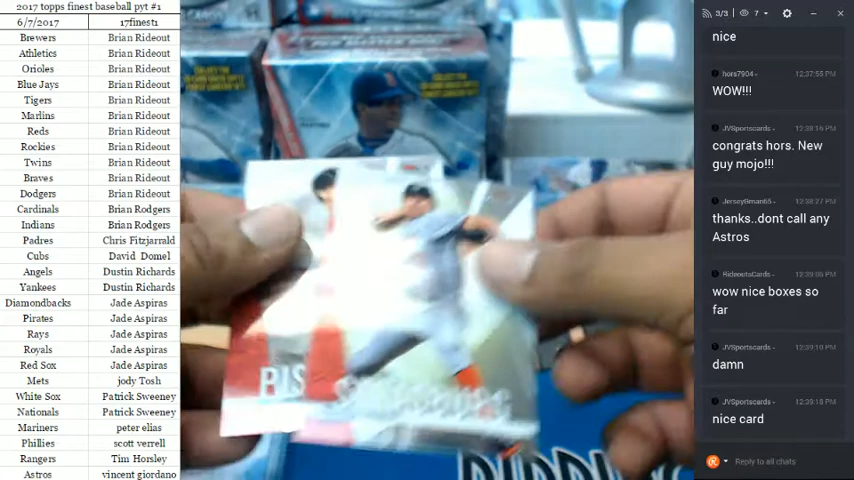 2017 topps finest baseball pyt #1
6/7/2017 17finest1
Brewers Brian Rideout
Athletics Brian Rideout
Orioles Brian Rideout
Blue Jays Brian Rideout
Tigers Brian Rideout
Marlins Brian Rideout
Reds Brian Rideout
Rockies Brian Rideout
Twins Brian Rideout
Braves Brian Rideout
Dodgers Brian Rideout
Cardinals Brian Rodgers
Indians Brian Rodgers
Padres Chris Fitzjarrald
Cubs David Domel
Angels Dustin Richards
Yankees Dustin Richards
Diamondbacks Jade Aspiras
Pirates Jade Aspiras
Rays Jade Aspiras
Royals Jade Aspiras
Red Sox Jade Aspiras
Mets jody Tosh
White Sox Patrick Sweeney
Nationals Patrick Sweeney
Mariners peter elias
Phillies scott verrell
Rangers Tim Horsley
Astros vincent giordano
3/3 7
nice
hors7904 12:37:55 PM
WOW!!!
JVSportscards 12:38:16 PM
congrats hors. New
guy mojo!!!
12:38:27 PM
thanks..dont call any
Astros
RideoutsCards 12:39:06 PM
wow nice boxes so
far
JVSportscards 12:39:10 PM
damn
JVSportscards 12:39:18 PM
nice card
Reply to all chats